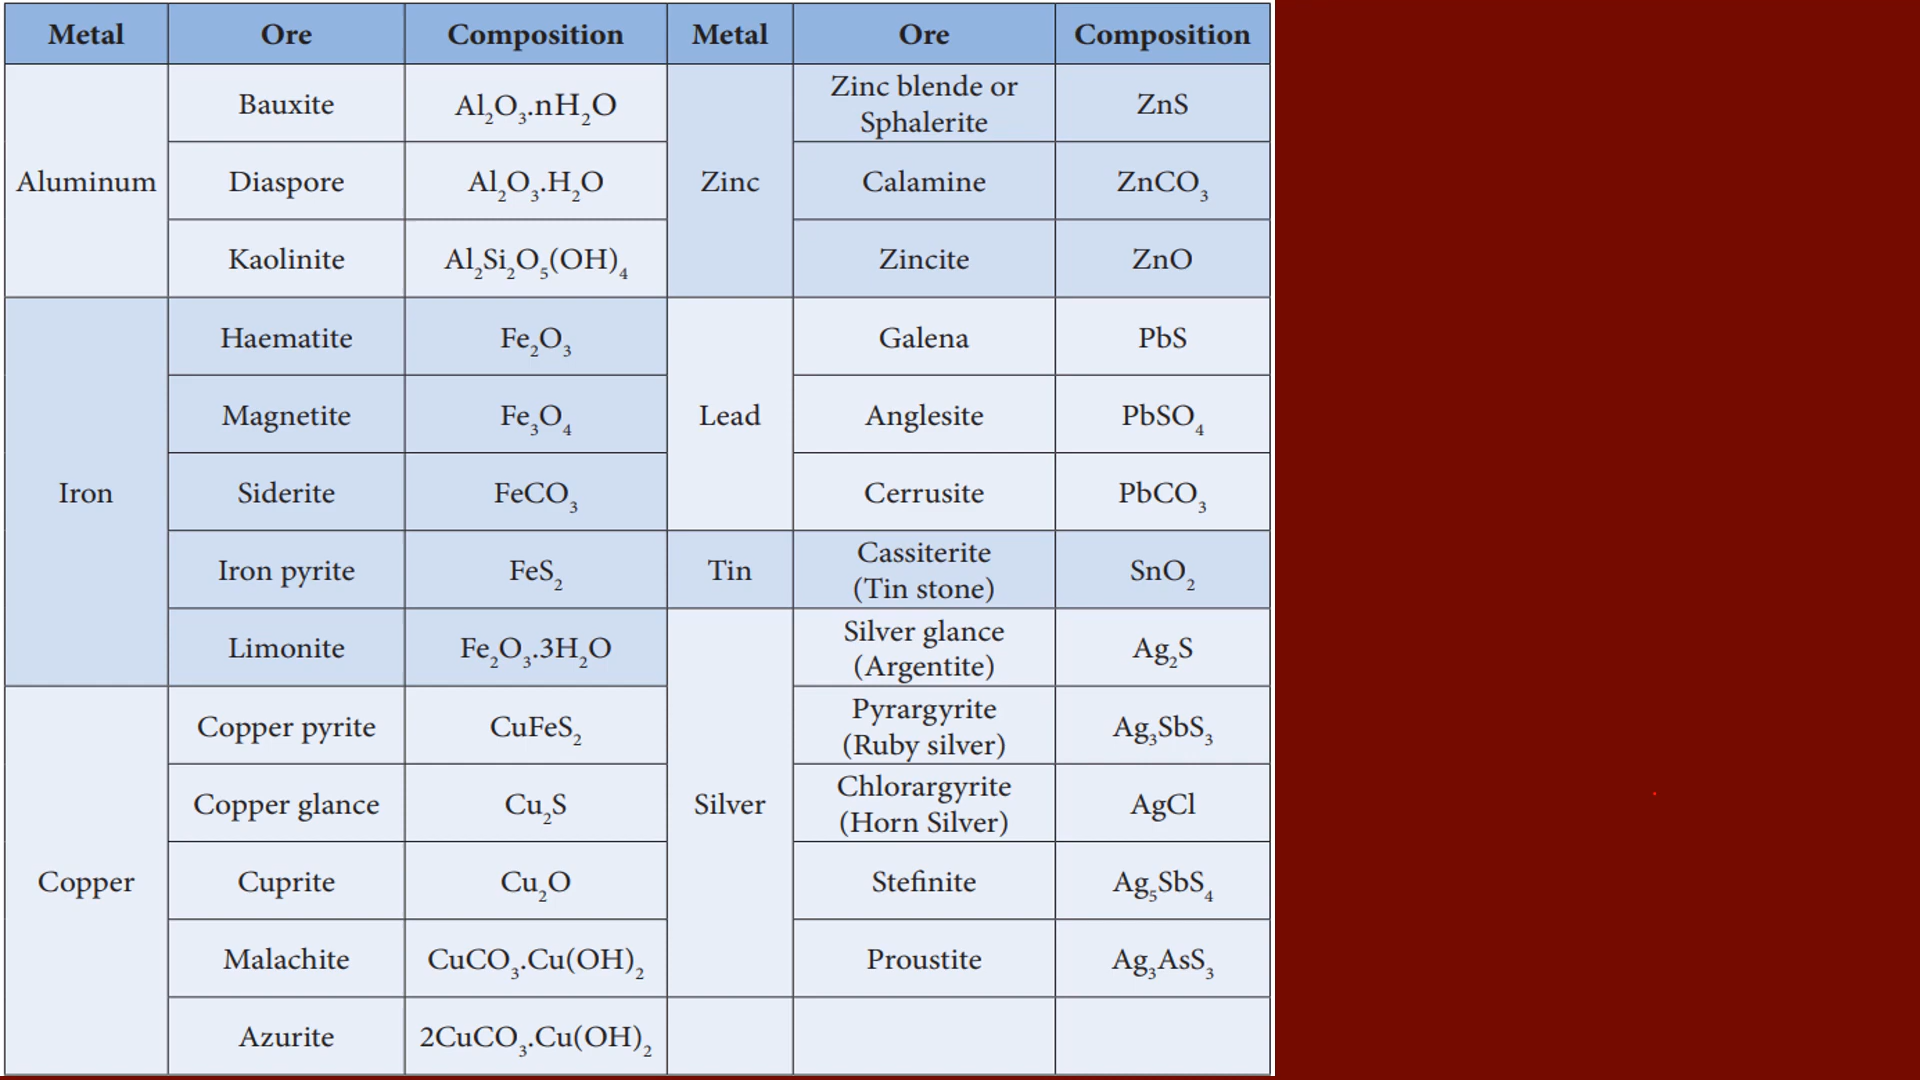 Metal Ore Composition Metal Ore Composition
Aluminum Bauxite Al₂O₃.nH₂O Zinc Zinc blende or
Sphalerite ZnS
Diaspore Al₂O₃.H₂O Calamine ZnCO₃
Kaolinite Al₂Si₂O₅(OH)₄ Zincite ZnO
Iron Haematite Fe₂O₃ Lead Galena PbS
Magnetite Fe₃O₄ Anglesite PbSO₄
Siderite FeCO₃ Cerrusite PbCO₃
Iron pyrite FeS₂ Tin Cassiterite
(Tin stone) SnO₂
Limonite Fe₂O₃.3H₂O Silver Silver glance
(Argentite) Ag₂S
Copper Copper pyrite CuFeS₂ Pyrargyrite
(Ruby silver) Ag₃SbS₃
Copper glance Cu₂S Chlorargyrite
(Horn Silver) AgCl
Cuprite Cu₂O Stefinite Ag₅SbS₄
Malachite CuCO₃.Cu(OH)₂ Proustite Ag₃AsS₃
Azurite 2CuCO₃.Cu(OH)₂